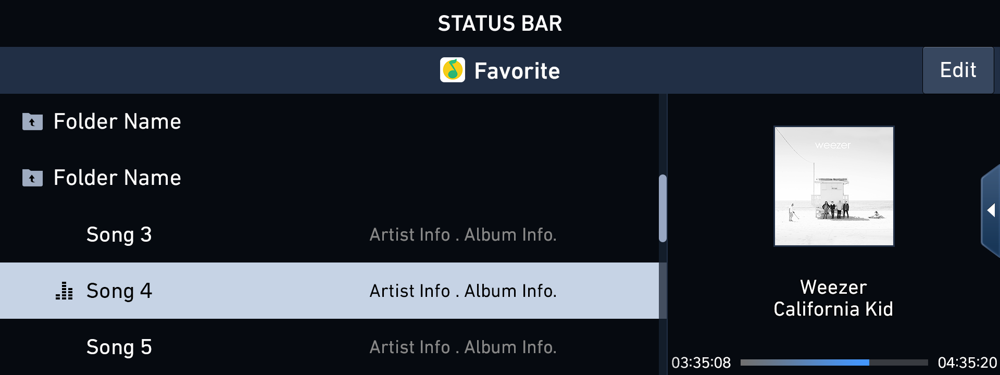 STATUS BAR
Favorite
Edit
Folder Name
Folder Name
Song 3
Artist Info . Album Info.
Song 4
Artist Info . Album Info.
Song 5
Artist Info . Album Info.
weezer
Weezer
California Kid
03:35:08
04:35:20